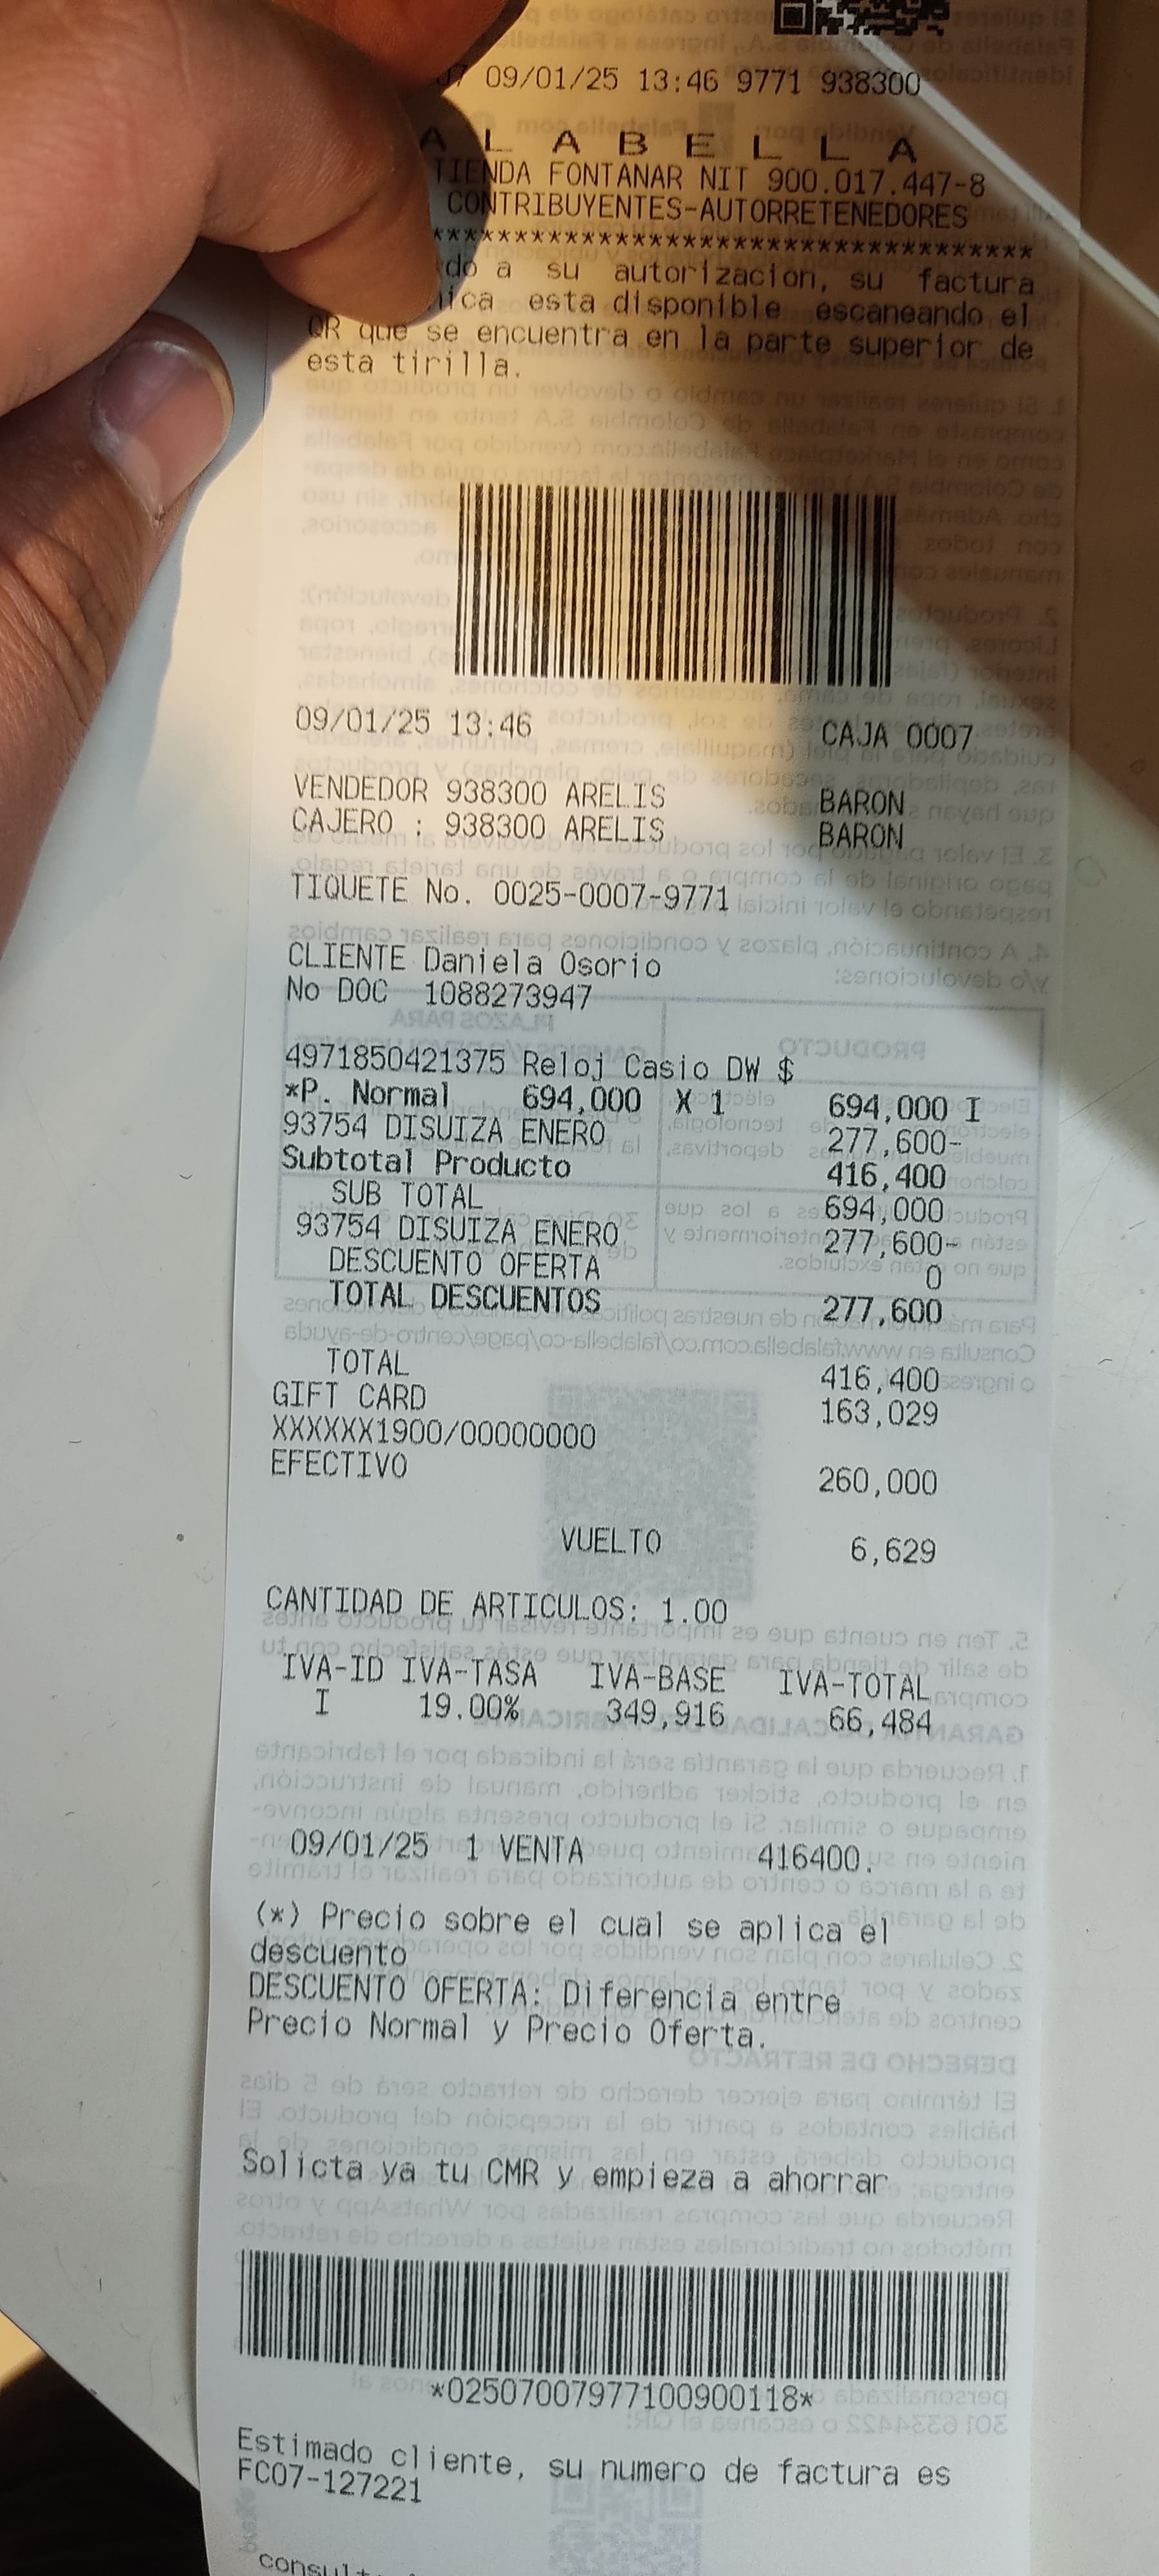 09/01/25 13:46 9771 938300
A L A B E L L A
TIENDA FONTANAR NIT 900.017.447-8
CONTRIBUYENTES-AUTORRETENEDORES
*********************************
a su autorizacion, su factura
esta disponible escaneando el
QR que se encuentra en la parte superior de
esta tirilla.
09/01/25 13:46 CAJA 0007
VENDEDOR 938300 ARELIS BARON
CAJERO : 938300 ARELIS BARON
TIQUETE No. 0025-0007-9771
CLIENTE Daniela Osorio
No DOC 1088273947
4971850421375 Reloj Casio DW $
*P. Normal 694,000 X 1 694,000 I
93754 DISUIZA ENERO 277,600-
Subtotal Producto 416,400
SUB TOTAL 694,000
93754 DISUIZA ENERO 277,600-
DESCUENTO OFERTA 0
TOTAL DESCUENTOS 277,600
TOTAL 416,400
GIFT CARD 163,029
XXXXXX1900/00000000
EFECTIVO 260,000
VUELTO 6,629
CANTIDAD DE ARTICULOS: 1.00
IVA-ID IVA-TASA IVA-BASE IVA-TOTAL
I 19.00% 349,916 66,484
09/01/25 1 VENTA 416400.
(*) Precio sobre el cual se aplica el
descuento
DESCUENTO OFERTA: Diferencia entre
Precio Normal y Precio Oferta.
Solicta ya tu CMR y empieza a ahorrar
*02507007977100900118*
Estimado cliente, su numero de factura es
FC07-127221